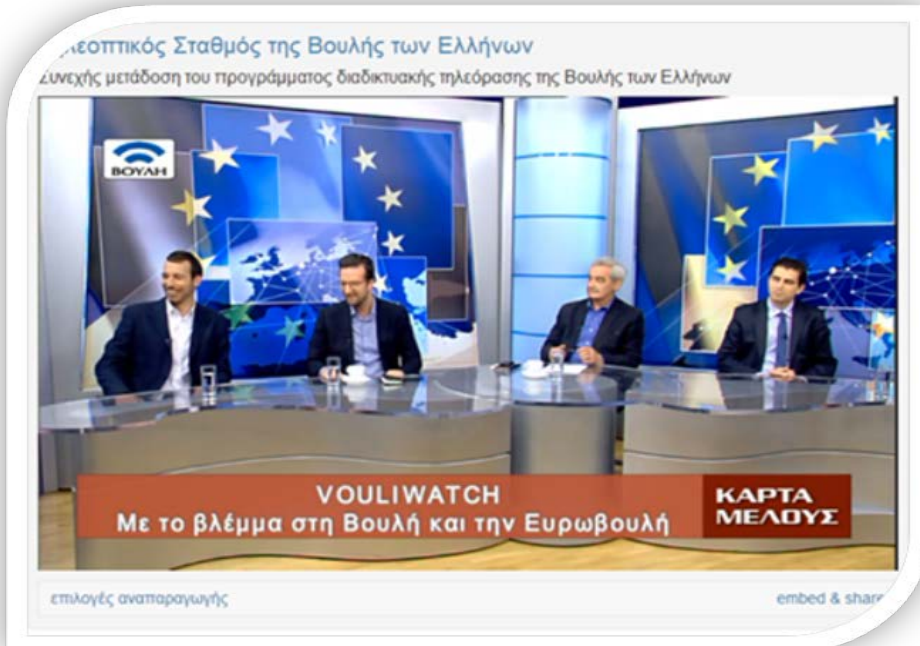 ηλεοπτικός Σταθμός της Βουλής των Ελλήνων
Συνεχής μετάδοση του προγράμματος διαδικτυακής τηλεόρασης της Βουλής των Ελλήνων
ΒΟΥΛΗ
VOULIWATCH
Με το βλέμμα στη Βουλή και την Ευρωβουλή
ΚΑΡΤΑ
ΜΕΛΟΥΣ
επιλογές αναπαραγωγής
embed & share